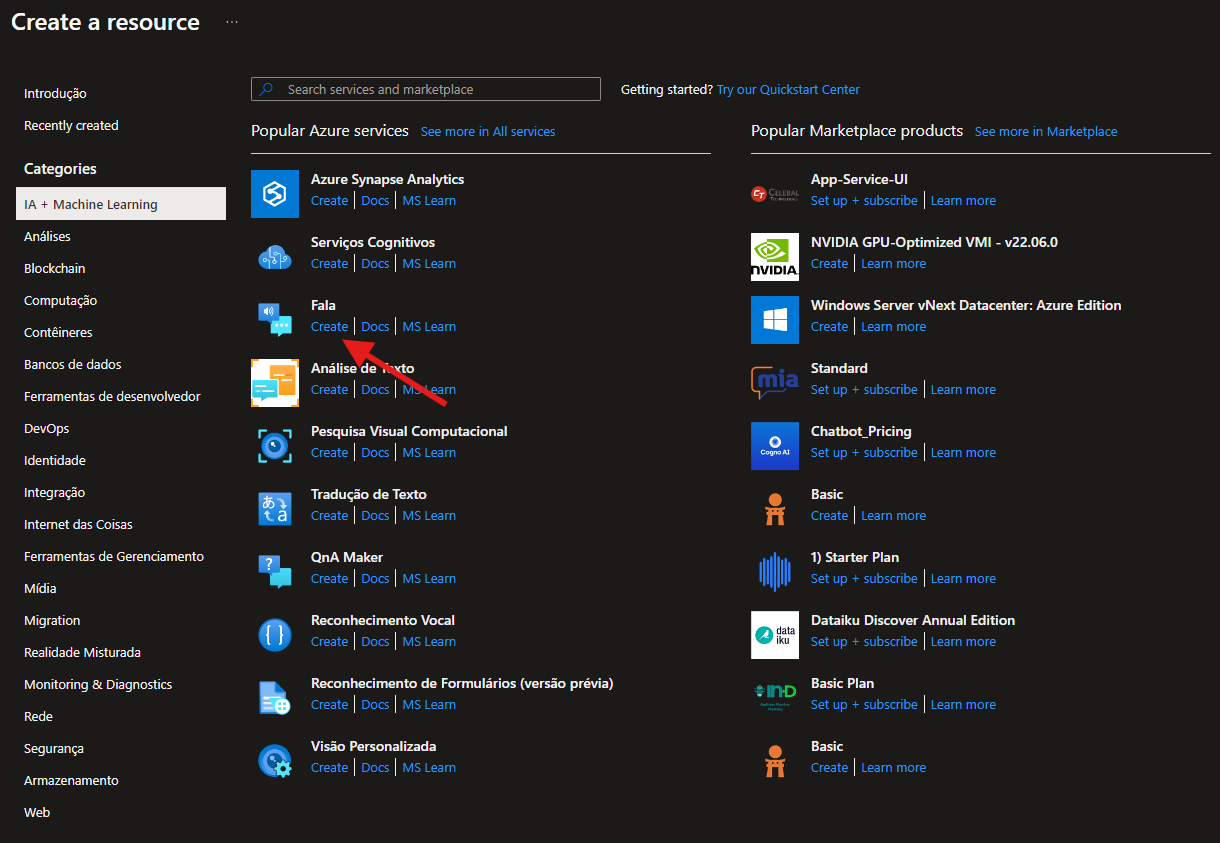 Create a resource ...
Introdução
Recently created
Categories
IA + Machine Learning
Análises
Blockchain
Computação
Contêineres
Bancos de dados
Ferramentas de desenvolvedor
DevOps
Identidade
Integração
Internet das Coisas
Ferramentas de Gerenciamento
Mídia
Migration
Realidade Misturada
Monitoring & Diagnostics
Rede
Segurança
Armazenamento
Web
Search services and marketplace
Getting started? Try our Quickstart Center
Popular Azure services See more in All services
Azure Synapse Analytics
Create Docs MS Learn
Serviços Cognitivos
Create Docs MS Learn
Fala
Create Docs MS Learn
Análise de Texto
Create Docs MS Learn
Pesquisa Visual Computacional
Create Docs MS Learn
あ a
Tradução de Texto
Create Docs MS Learn
?
QnA Maker
Create Docs MS Learn
{}
Reconhecimento Vocal
Create Docs MS Learn
Reconhecimento de Formulários (versão prévia)
Create Docs MS Learn
Visão Personalizada
Create Docs MS Learn
Popular Marketplace products See more in Marketplace
CT CELEBAL
TECHNOLOGIES
App-Service-UI
Set up + subscribe Learn more
NVIDIA.
NVIDIA GPU-Optimized VMI - v22.06.0
Create Learn more
Windows Server vNext Datacenter: Azure Edition
Create Learn more
mia
Standard
Set up + subscribe Learn more
Cogno AI
Chatbot_Pricing
Set up + subscribe Learn more
Basic
Create Learn more
1) Starter Plan
Set up + subscribe Learn more
data
iku
Dataiku Discover Annual Edition
Set up + subscribe Learn more
Basic Plan
Set up + subscribe Learn more
Basic
Create Learn more